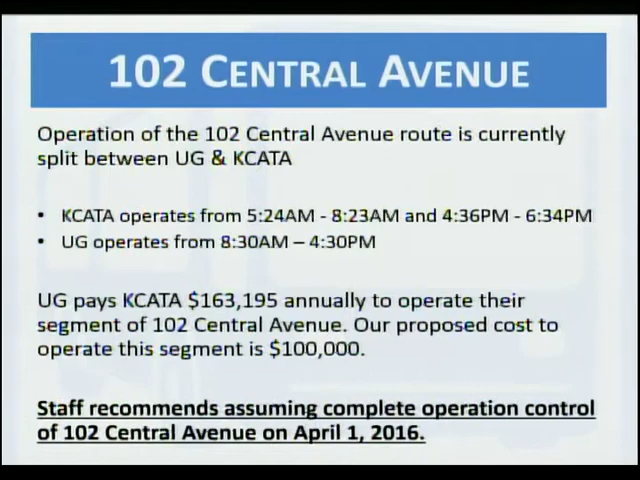 102 CENTRAL AVENUE
Operation of the 102 Central Avenue route is currently
split between UG & KCATA
• KCATA operates from 5:24AM - 8:23AM and 4:36PM - 6:34PM
• UG operates from 8:30AM – 4:30PM
UG pays KCATA $163,195 annually to operate their
segment of 102 Central Avenue. Our proposed cost to
operate this segment is $100,000.
Staff recommends assuming complete operation control
of 102 Central Avenue on April 1, 2016.